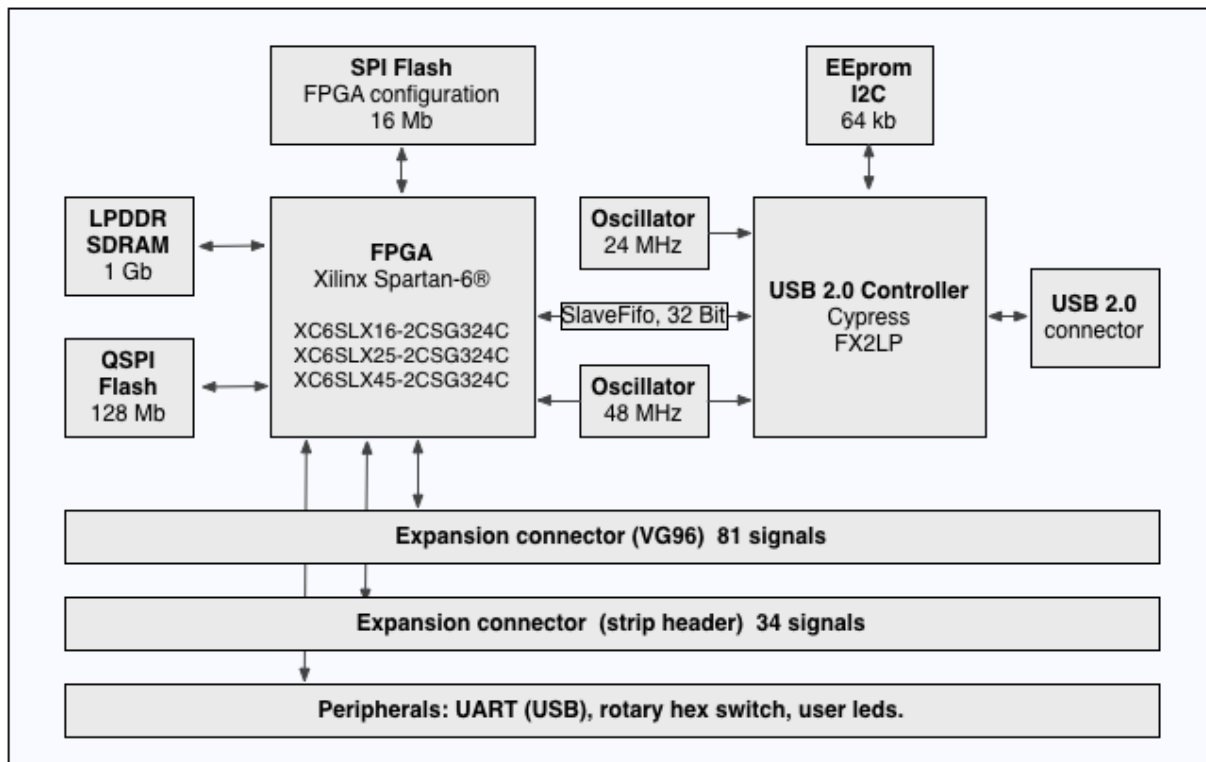 SPI Flash
FPGA configuration
16 Mb
EEprom
I2C
64 kb
LPDDR
SDRAM
1 Gb
FPGA
Xilinx Spartan-6®
XC6SLX16-2CSG324C
XC6SLX25-2CSG324C
XC6SLX45-2CSG324C
Oscillator
24 MHz
USB 2.0 Controller
Cypress
FX2LP
USB 2.0
connector
SlaveFifo, 32 Bit
QSPI
Flash
128 Mb
Oscillator
48 MHz
Expansion connector (VG96) 81 signals
Expansion connector (strip header) 34 signals
Peripherals: UART (USB), rotary hex switch, user leds.